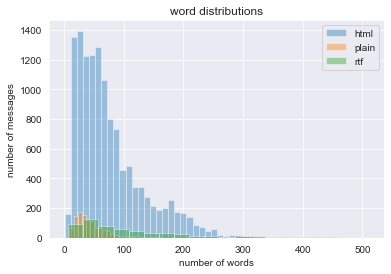 word distributions
html
plain
rtf
1400
1200
1000
800
600
400
200
0
number of messages
0 100 200 300 400 500
number of words